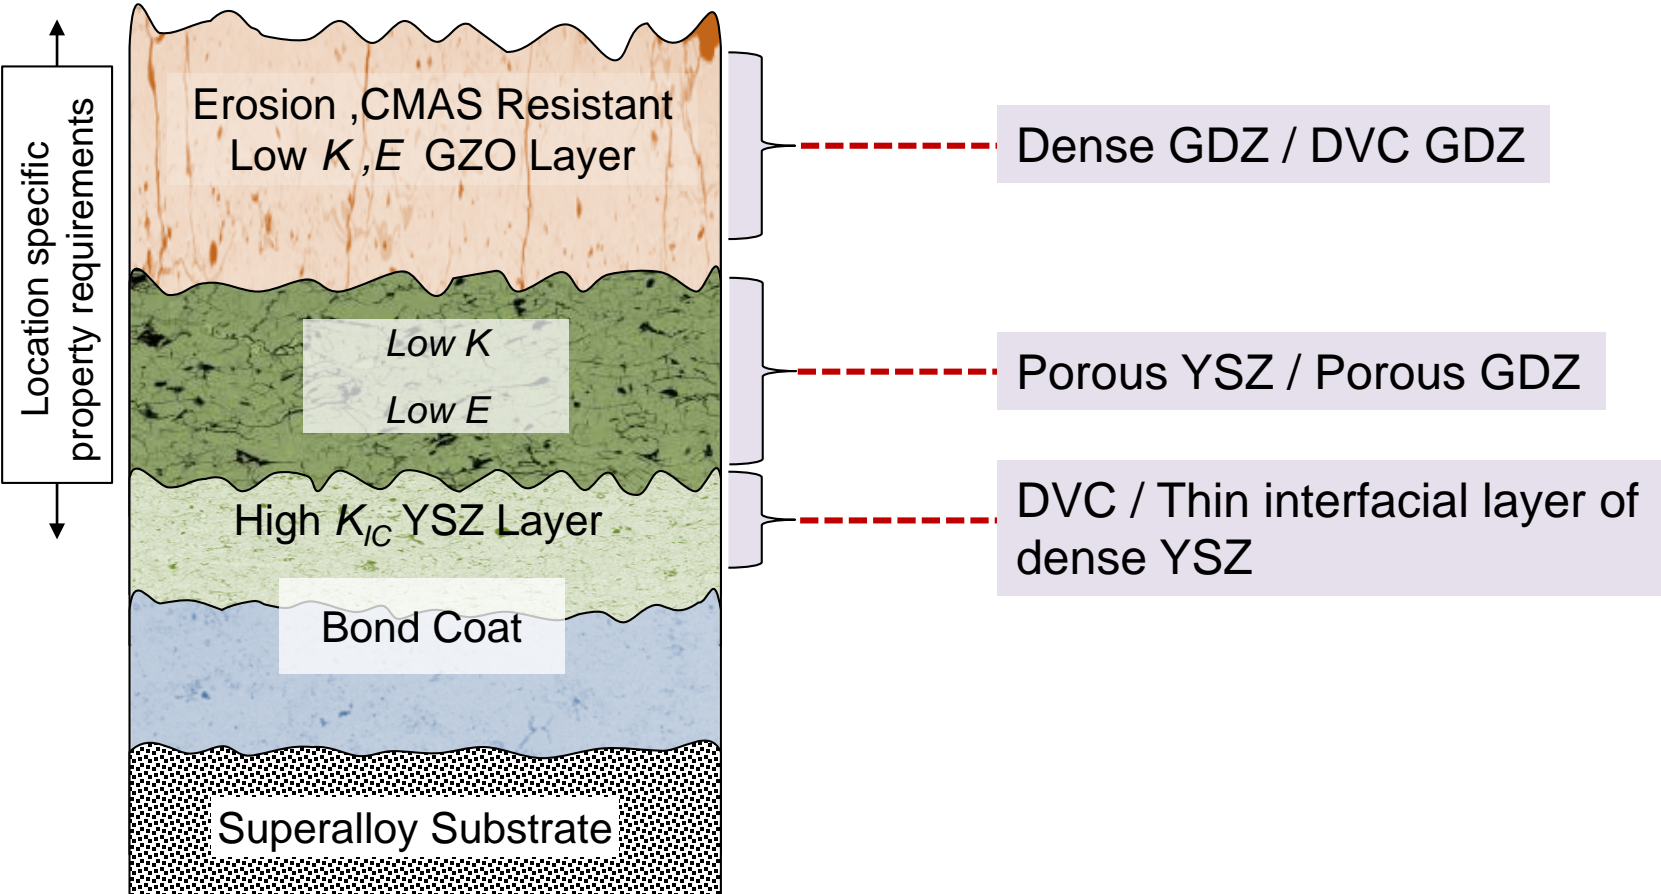 Location specific
property requirements
Erosion ,CMAS Resistant
Low K ,E GZO Layer
Dense GDZ / DVC GDZ
Low K
Low E
Porous YSZ / Porous GDZ
High K_IC YSZ Layer
DVC / Thin interfacial layer of
dense YSZ
Bond Coat
Superalloy Substrate